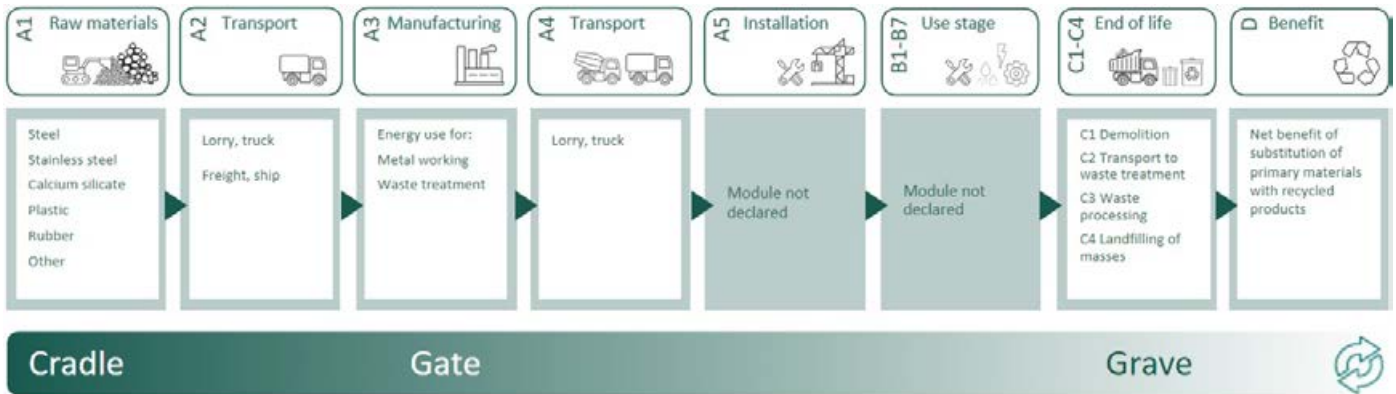 A1 Raw materials
A2 Transport
A3 Manufacturing
A4 Transport
A5 Installation
B1-B7 Use stage
C1-C4 End of life
D Benefit
Steel
Stainless steel
Calcium silicate
Plastic
Rubber
Other
Lorry, truck
Freight, ship
Energy use for:
Metal working
Waste treatment
Lorry, truck
Module not
declared
Module not
declared
C1 Demolition
C2 Transport to
waste treatment
C3 Waste
processing
C4 Landfilling of
masses
Net benefit of
substitution of
primary materials
with recycled
products
Cradle
Gate
Grave